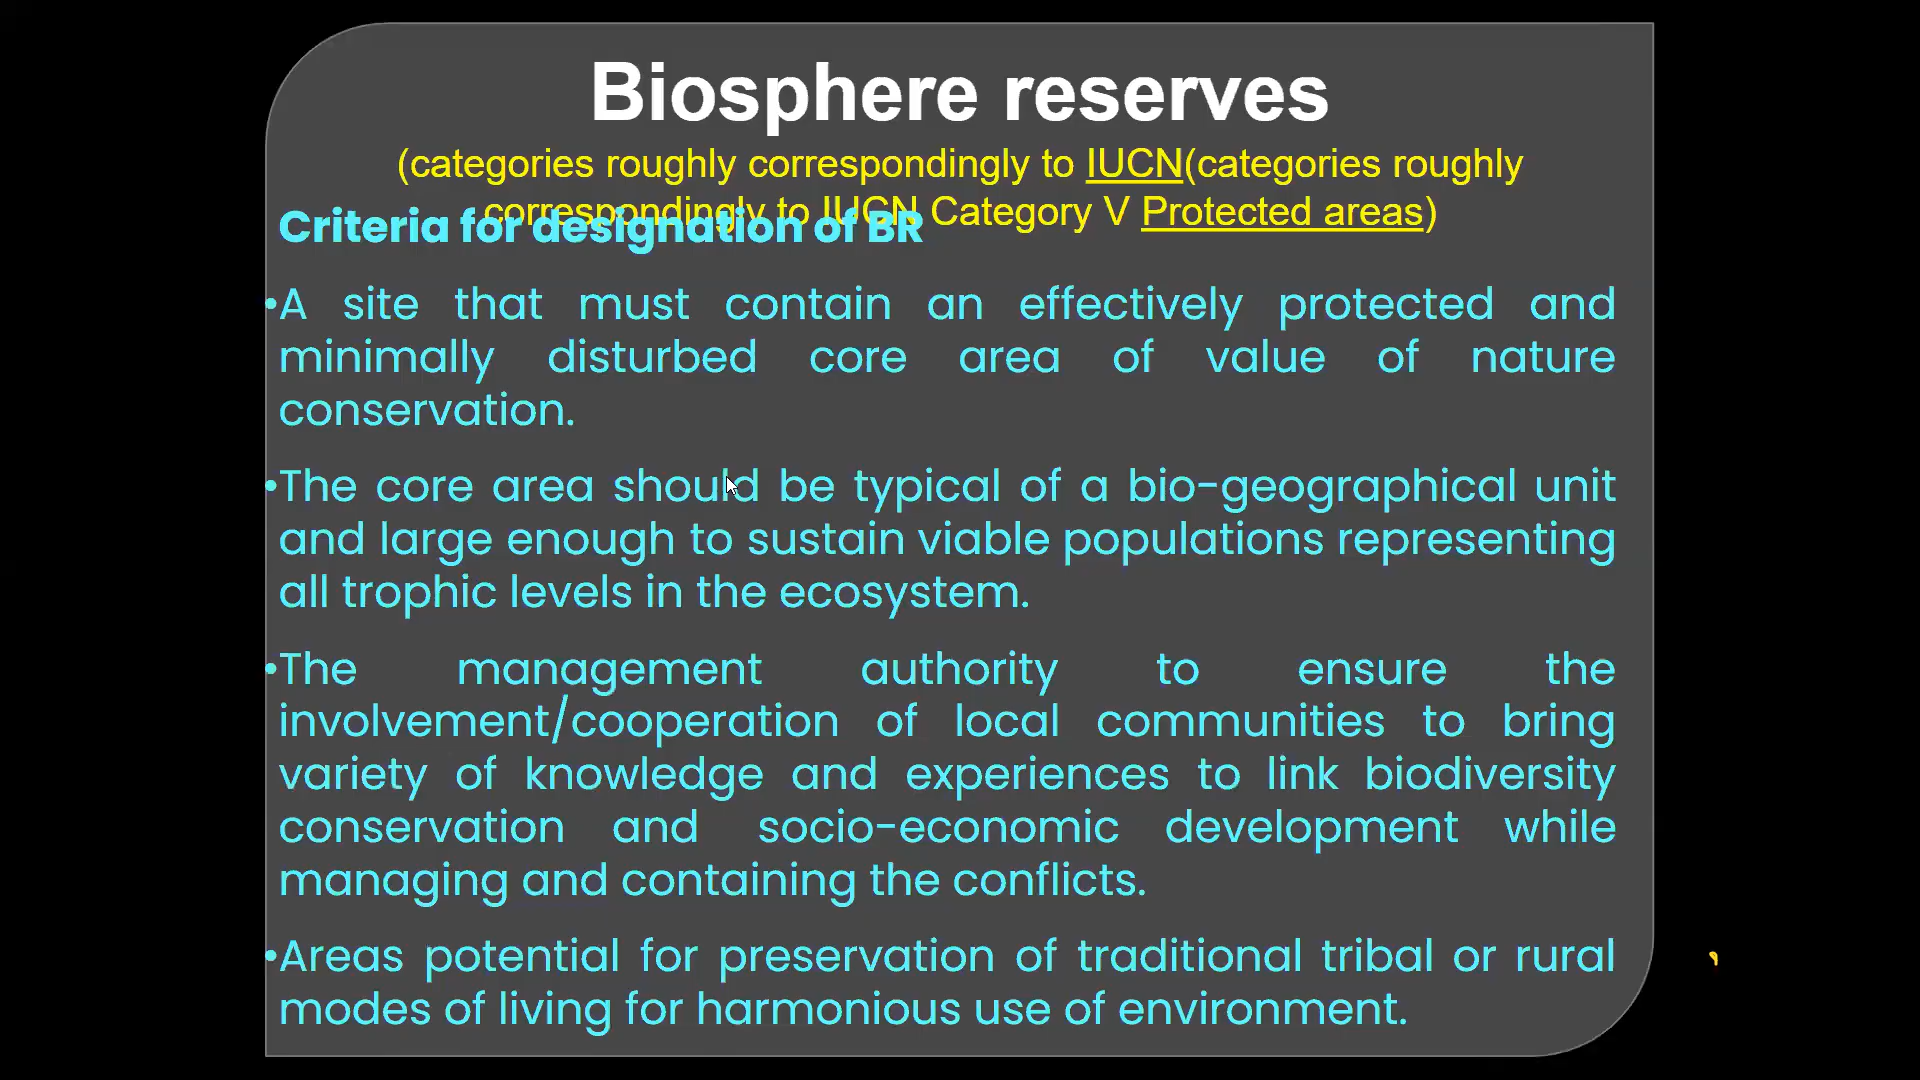 Biosphere reserves
(categories roughly correspondingly to IUCN(categories roughly
correspondingly to IUCN Category V Protected areas)
Criteria for designation of BR
•A site that must contain an effectively protected and
minimally disturbed core area of value of nature
conservation.
•The core area should be typical of a bio-geographical unit
and large enough to sustain viable populations representing
all trophic levels in the ecosystem.
•The management authority to ensure the
involvement/cooperation of local communities to bring
variety of knowledge and experiences to link biodiversity
conservation and socio-economic development while
managing and containing the conflicts.
•Areas potential for preservation of traditional tribal or rural
modes of living for harmonious use of environment.